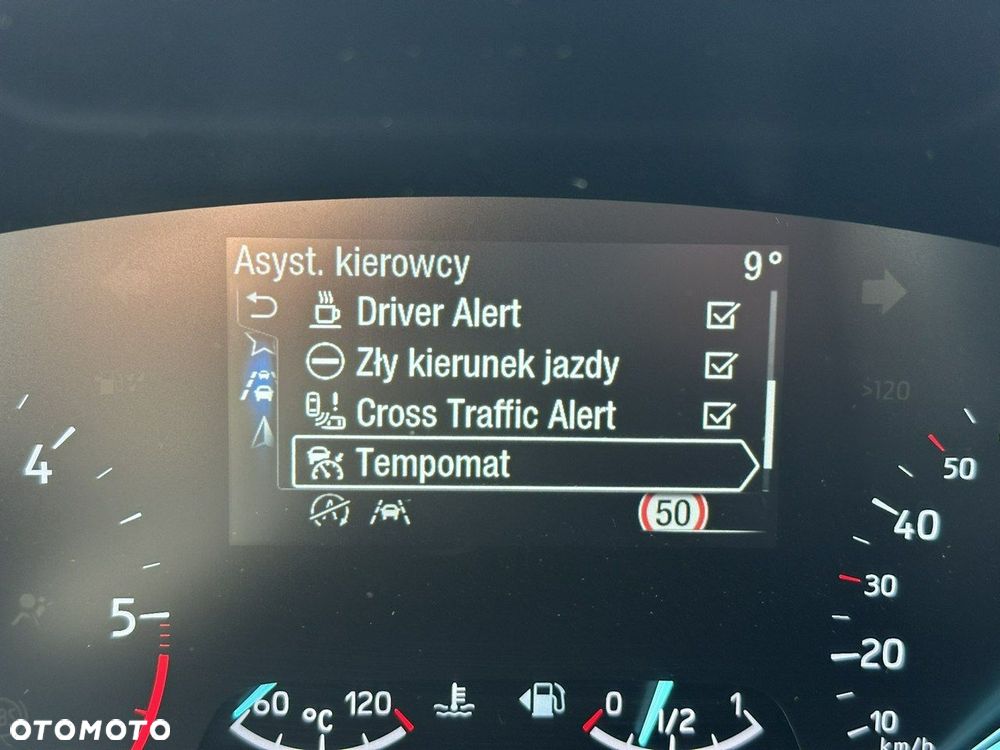 Asyst. kierowcy 9°
Driver Alert
Zły kierunek jazdy
Cross Traffic Alert
Tempomat
A
50
>120
4
5
50
40
30
20
10
km/h
60 °C 120
0 1/2 1
OTOMOTO